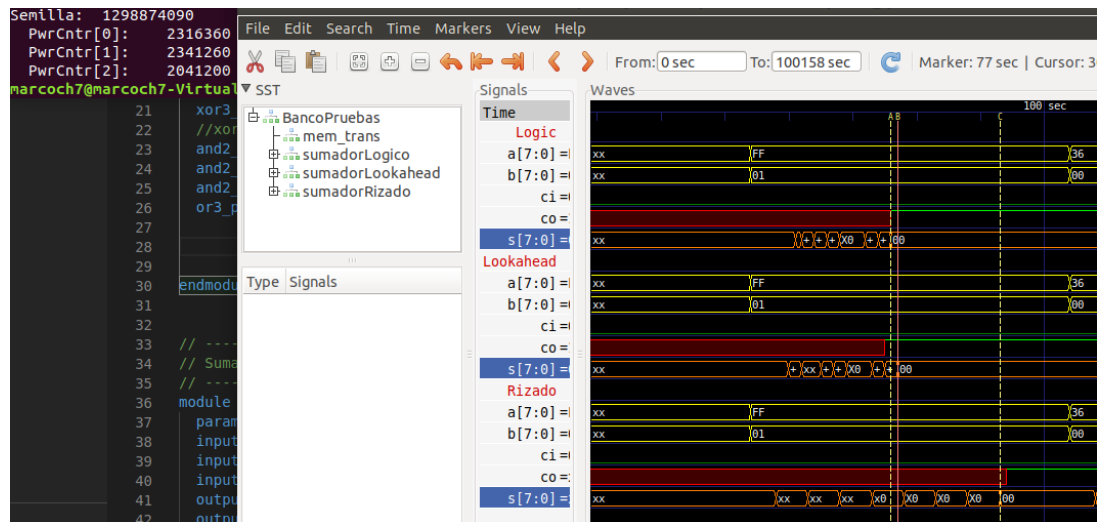 Semilla: 1298874090
PwrCntr[0]: 2316360
PwrCntr[1]: 2341260
PwrCntr[2]: 2041200
marcoch7@marcoch7-Virtual
21 xor3_
22 //xor
23 and2_
24 and2_
25 and2_
26 or3_p
27
28
29
30 endmodu
31
32
33 // ----
34 // Suma
35 // ----
36 module
37 param
38 input
39 input
40 input
41 outpu
42 outpu
File Edit Search Time Markers View Help
From: 0 sec To: 100158 sec Marker: 77 sec | Cursor: 3
SST
BancoPruebas
mem_trans
sumadorLogico
sumadorLookahead
sumadorRizado
Type Signals
Signals Waves
Time 100 sec
A B C
Logic
a[7:0] = xx FF 36
b[7:0] = xx 01 00
ci =
co =
s[7:0] = xx + + + X0 + + 00
Lookahead
a[7:0] = xx FF 36
b[7:0] = xx 01 00
ci =
co =
s[7:0] = xx + xx + + X0 + + 00
Rizado
a[7:0] = xx FF 36
b[7:0] = xx 01 00
ci =
co =
s[7:0] = xx xx xx xx x0 X0 X0 X0 00